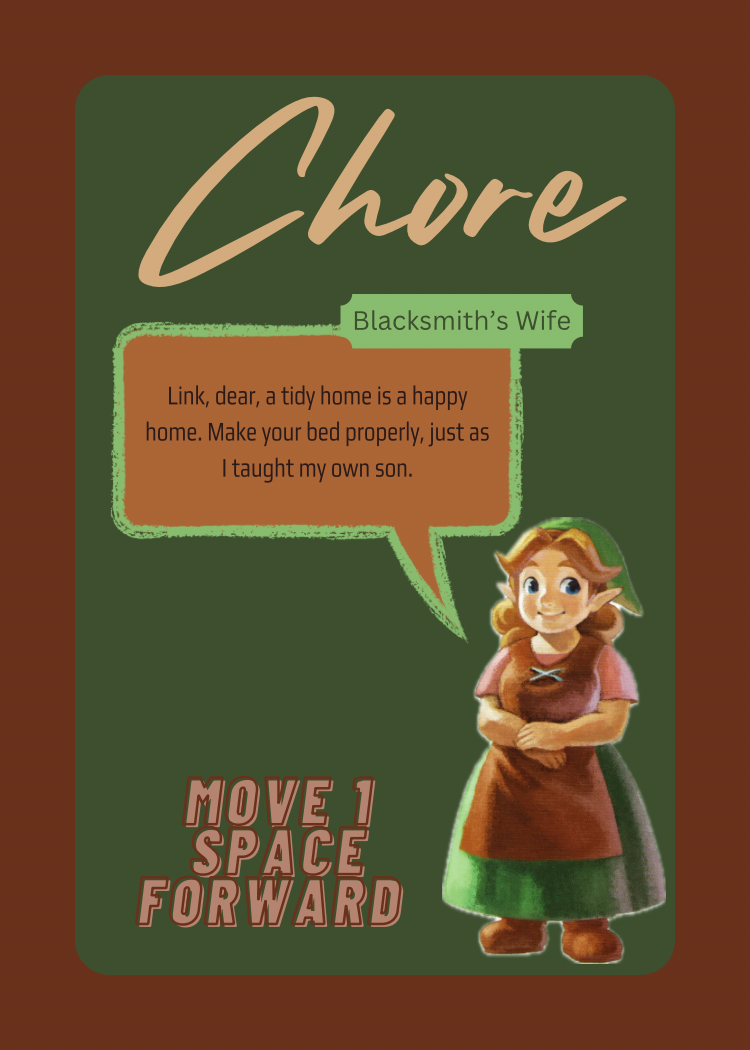 Chore
Blacksmith’s Wife
Link, dear, a tidy home is a happy
home. Make your bed properly, just as
I taught my own son.
MOVE 1
SPACE
FORWARD